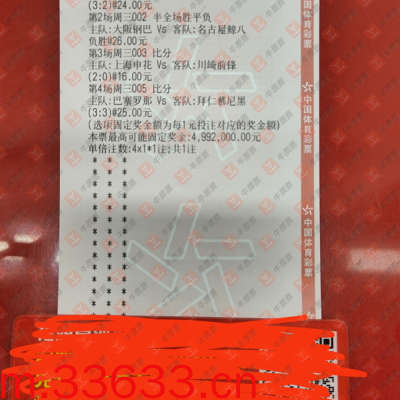 (3:2)@24.00元
第2场周三002 半全场胜平负
主队:大阪钢巴 Vs 客队:名古屋鲸八
负胜@26.00元
第3场周三003 比分
主队:上海申花 Vs 客队:川崎前锋
(2:0)@16.00元
第4场周三005 比分
主队:巴塞罗那 Vs 客队:拜仁慕尼黑
(3:3)@25.00元
(选项固定奖金额为每1元投注对应的奖金额)
本票最高可能固定奖金:4,992,000.00元
单倍注数:4x1*1注;共1注
* * *
* * *
* * *
* * *
* * *
* * *
* * *
* * *
* * *
* * *
* * *
* * *
中国体育彩票
中国体育彩票
中国体育彩票
元
m.33633.cn